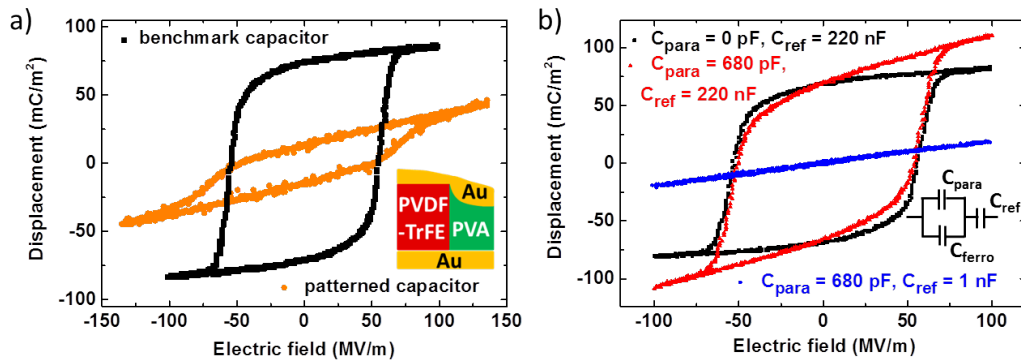 a)
benchmark capacitor
Displacement (mC/m²)
100
50
0
-50
-100
PVDF
-TrFE
Au
PVA
Au
patterned capacitor
-150 -100 -50 0 50 100 150
Electric field (MV/m)
b)
C_para = 0 pF, C_ref = 220 nF
C_para = 680 pF,
C_ref = 220 nF
Displacement (mC/m²)
100
50
0
-50
-100
C_para
C_ref
C_ferro
C_para = 680 pF, C_ref = 1 nF
-100 -50 0 50 100
Electric field (MV/m)